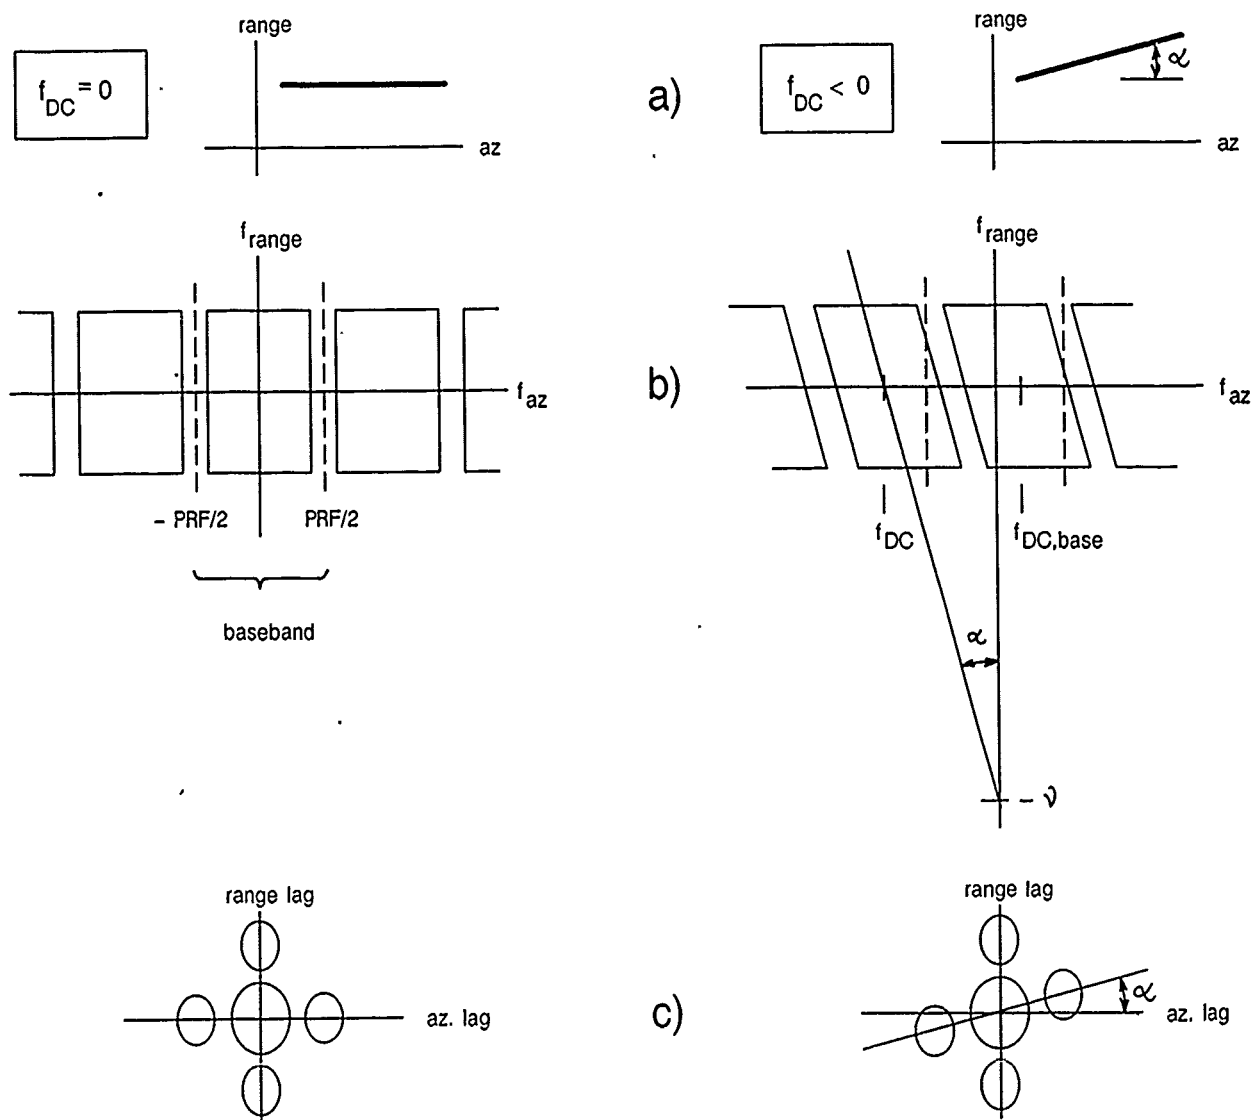 range
f_DC = 0
az
a)
range
f_DC < 0
α
az
f_range
f_az
- PRF/2
PRF/2
baseband
b)
f_range
f_az
f_DC
f_DC,base
α
- ν
range lag
az. lag
c)
range lag
α
az. lag